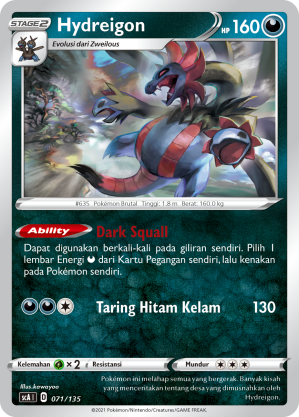 STAGE2 Hydreigon HP 160
Evolusi dari Zweilous
#635 Pokémon Brutal Tinggi: 1.8 m Berat: 160.0 kg
Ability Dark Squall
Dapat digunakan berkali-kali pada giliran sendiri. Pilih 1
lembar Energi dari Kartu Pegangan sendiri, lalu kenakan
pada Pokémon sendiri.
Taring Hitam Kelam 130
Kelemahan × 2 Resistansi Mundur
Illus. kawayoo
sc A I D 071/135
Pokémon ini melahap semua yang bergerak. Banyak kisah
yang menceritakan tentang desa yang dimusnahkan oleh
Hydreigon.
©2021 Pokémon/Nintendo/Creatures/GAME FREAK.